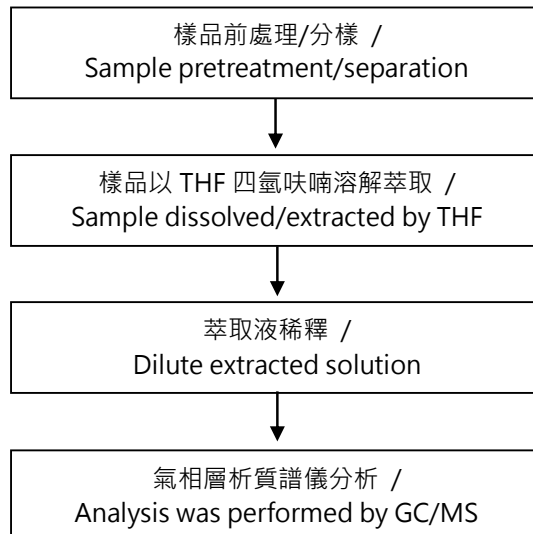 樣品前處理/分樣 /
Sample pretreatment/separation
樣品以 THF 四氫呋喃溶解萃取 /
Sample dissolved/extracted by THF
萃取液稀釋 /
Dilute extracted solution
氣相層析質譜儀分析 /
Analysis was performed by GC/MS